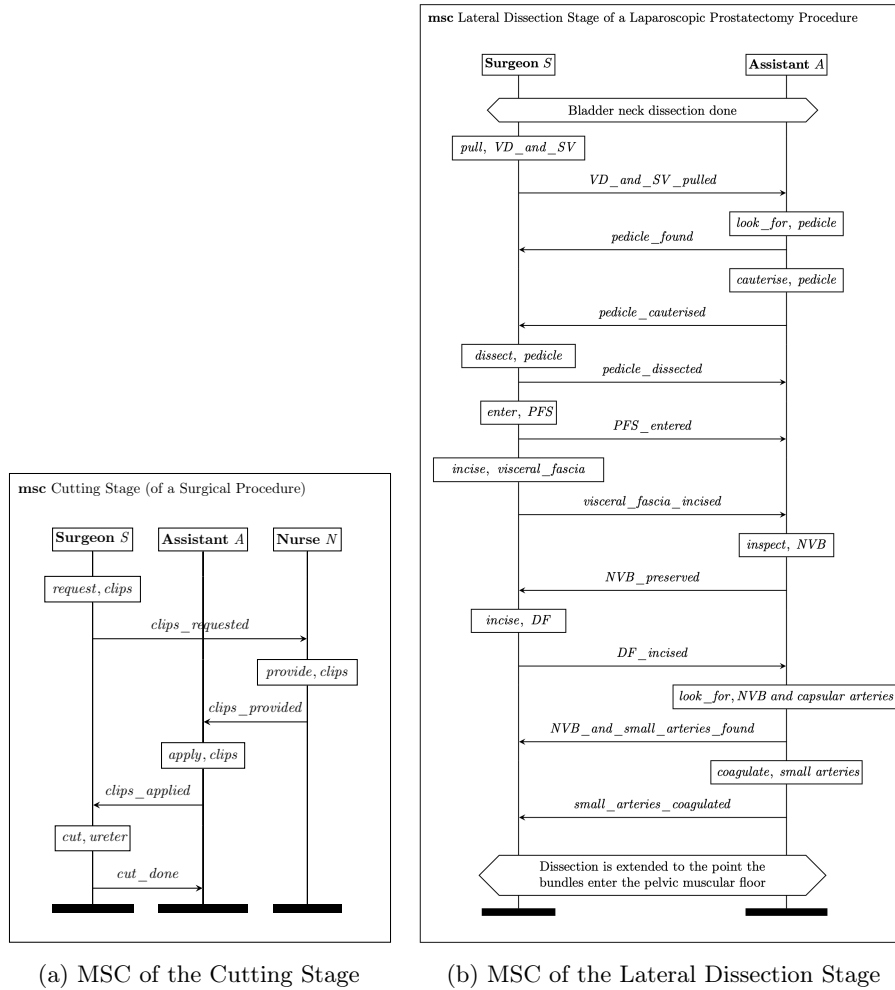 msc Cutting Stage (of a Surgical Procedure)
Surgeon S
Assistant A
Nurse N
request, clips
clips_requested
provide, clips
clips_provided
apply, clips
clips_applied
cut, ureter
cut_done
(a) MSC of the Cutting Stage
msc Lateral Dissection Stage of a Laparoscopic Prostatectomy Procedure
Surgeon S
Assistant A
Bladder neck dissection done
pull, VD_and_SV
VD_and_SV_pulled
look_for, pedicle
pedicle_found
cauterise, pedicle
pedicle_cauterised
dissect, pedicle
pedicle_dissected
enter, PFS
PFS_entered
incise, visceral_fascia
visceral_fascia_incised
inspect, NVB
NVB_preserved
incise, DF
DF_incised
look_for, NVB and capsular arteries
NVB_and_small_arteries_found
coagulate, small arteries
small_arteries_coagulated
Dissection is extended to the point the
bundles enter the pelvic muscular floor
(b) MSC of the Lateral Dissection Stage